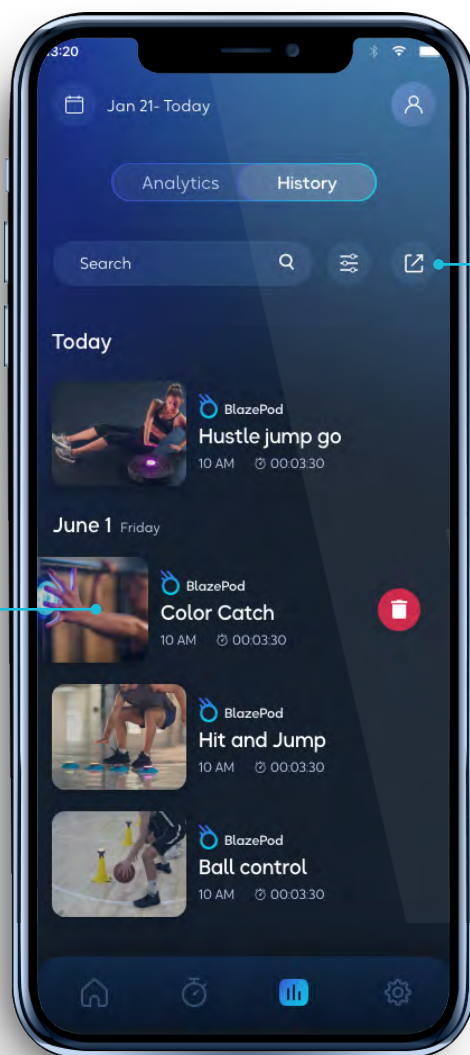 3:20
Jan 21- Today
Analytics
History
Search
Today
BlazePod
Hustle jump go
10 AM 00:03:30
June 1 Friday
BlazePod
Color Catch
10 AM 00:03:30
BlazePod
Hit and Jump
10 AM 00:03:30
BlazePod
Ball control
10 AM 00:03:30